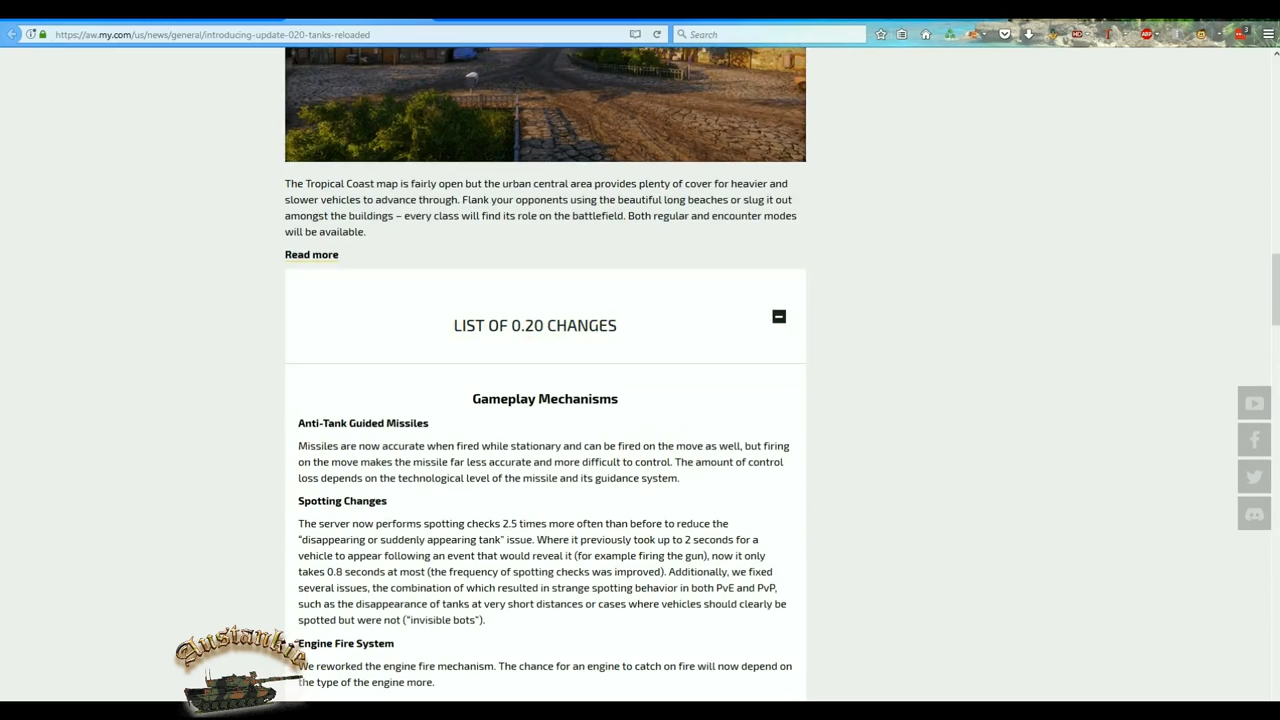 https://aw.my.com/us/news/general/introducing-update-020-tanks-reloaded
Search
HD
ABP
3
The Tropical Coast map is fairly open but the urban central area provides plenty of cover for heavier and
slower vehicles to advance through. Flank your opponents using the beautiful long beaches or slug it out
amongst the buildings – every class will find its role on the battlefield. Both regular and encounter modes
will be available.
Read more
LIST OF 0.20 CHANGES
Gameplay Mechanisms
Anti-Tank Guided Missiles
Missiles are now accurate when fired while stationary and can be fired on the move as well, but firing
on the move makes the missile far less accurate and more difficult to control. The amount of control
loss depends on the technological level of the missile and its guidance system.
Spotting Changes
The server now performs spotting checks 2.5 times more often than before to reduce the
“disappearing or suddenly appearing tank” issue. Where it previously took up to 2 seconds for a
vehicle to appear following an event that would reveal it (for example firing the gun), now it only
takes 0.8 seconds at most (the frequency of spotting checks was improved). Additionally, we fixed
several issues, the combination of which resulted in strange spotting behavior in both PvE and PvP,
such as the disappearance of tanks at very short distances or cases where vehicles should clearly be
spotted but were not (“invisible bots”).
Engine Fire System
We reworked the engine fire mechanism. The chance for an engine to catch on fire will now depend on
the type of the engine more.
Austankie